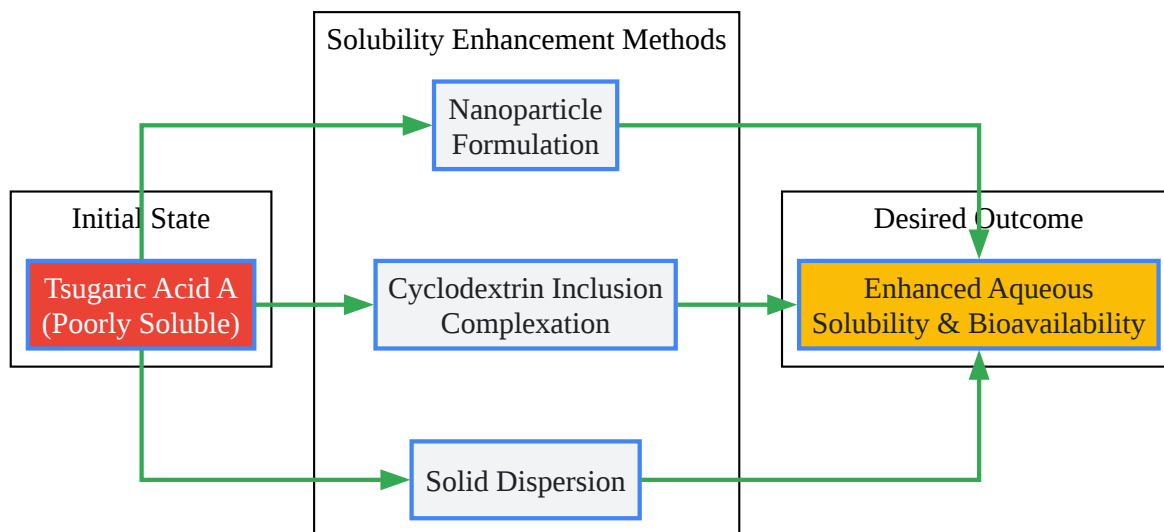 Solubility Enhancement Methods
Nanoparticle
Formulation
Initial State
Tsugaric Acid A
(Poorly Soluble)
Cyclodextrin Inclusion
Complexation
Desired Outcome
Enhanced Aqueous
Solubility & Bioavailability
Solid Dispersion